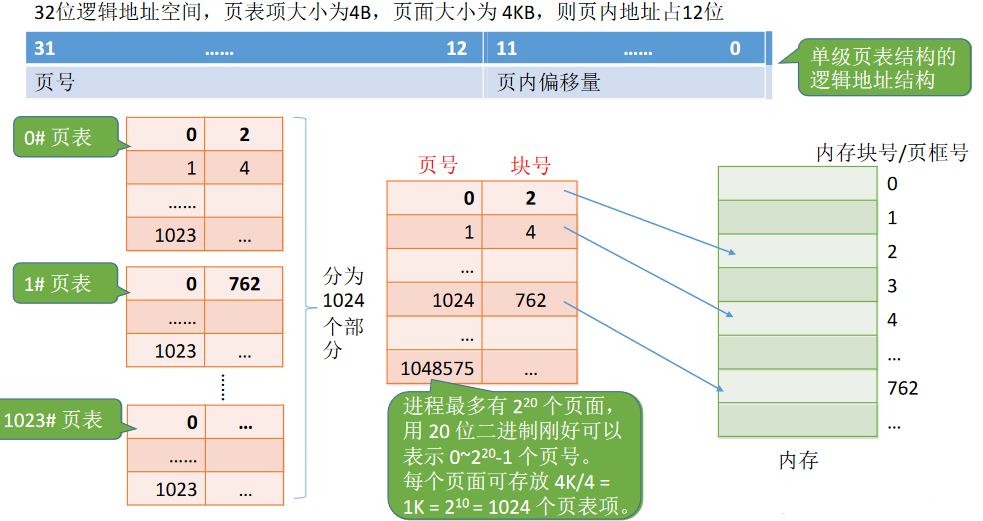 32位逻辑地址空间，页表项大小为4B，页面大小为 4KB，则页内地址占12位
31 …… 12 11 …… 0
页号 页内偏移量
单级页表结构的
逻辑地址结构
0# 页表
0 2
1 4
……
1023 …
1# 页表
0 762
……
1023 …
……
1023# 页表
0 …
……
1023 …
分为
1024
个部
分
页号 块号
0 2
1 4
…
1024 762
…
1048575 …
进程最多有 2²⁰ 个页面，
用 20 位二进制刚好可以
表示 0~2²⁰-1 个页号。
每个页面可存放 4K/4 =
1K = 2¹⁰ = 1024 个页表项。
内存块号/页框号
0
1
2
3
4
…
762
…
内存